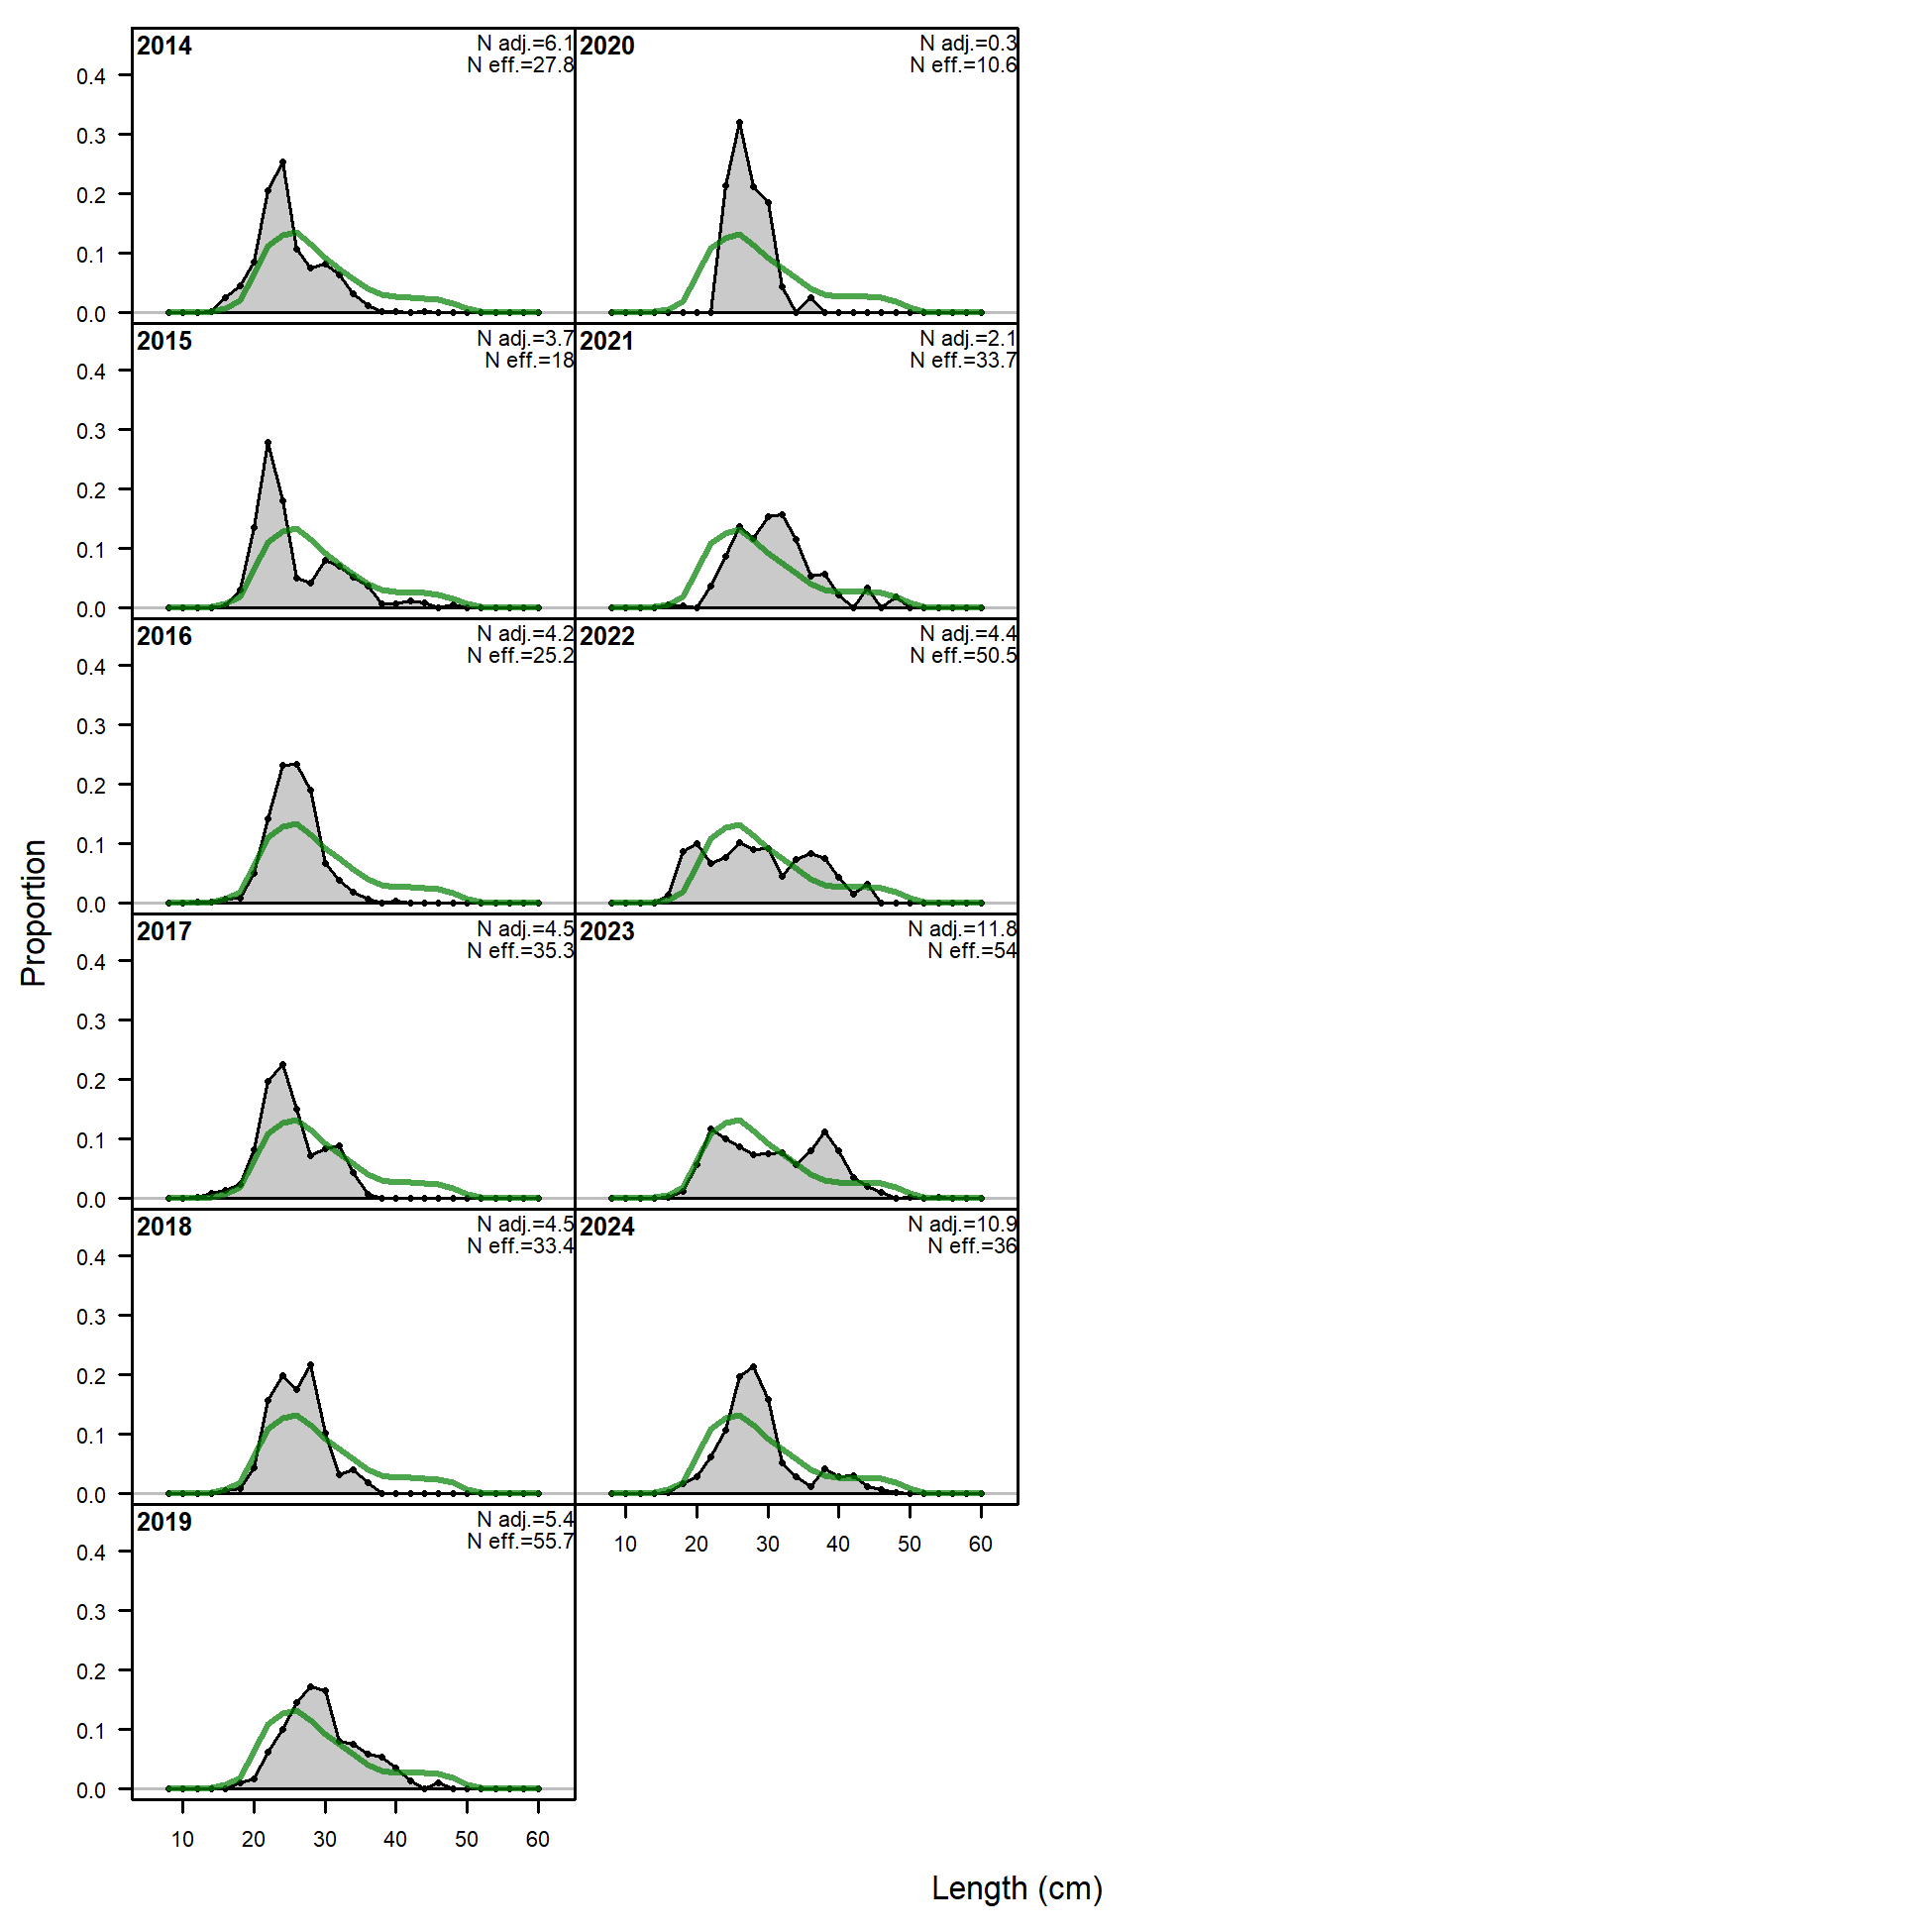 2014
N adj.=6.1
N eff.=27.8
0.4
0.3
0.2
0.1
0.0
2015
N adj.=3.7
N eff.=18
0.4
0.3
0.2
0.1
0.0
2016
N adj.=4.2
N eff.=25.2
0.4
0.3
0.2
0.1
0.0
2017
N adj.=4.5
N eff.=35.3
0.4
0.3
0.2
0.1
0.0
2018
N adj.=4.5
N eff.=33.4
0.4
0.3
0.2
0.1
0.0
2019
N adj.=5.4
N eff.=55.7
0.4
0.3
0.2
0.1
0.0
10 20 30 40 50 60
2020
N adj.=0.3
N eff.=10.6
2021
N adj.=2.1
N eff.=33.7
2022
N adj.=4.4
N eff.=50.5
2023
N adj.=11.8
N eff.=54
2024
N adj.=10.9
N eff.=36
10 20 30 40 50 60
Proportion
Length (cm)